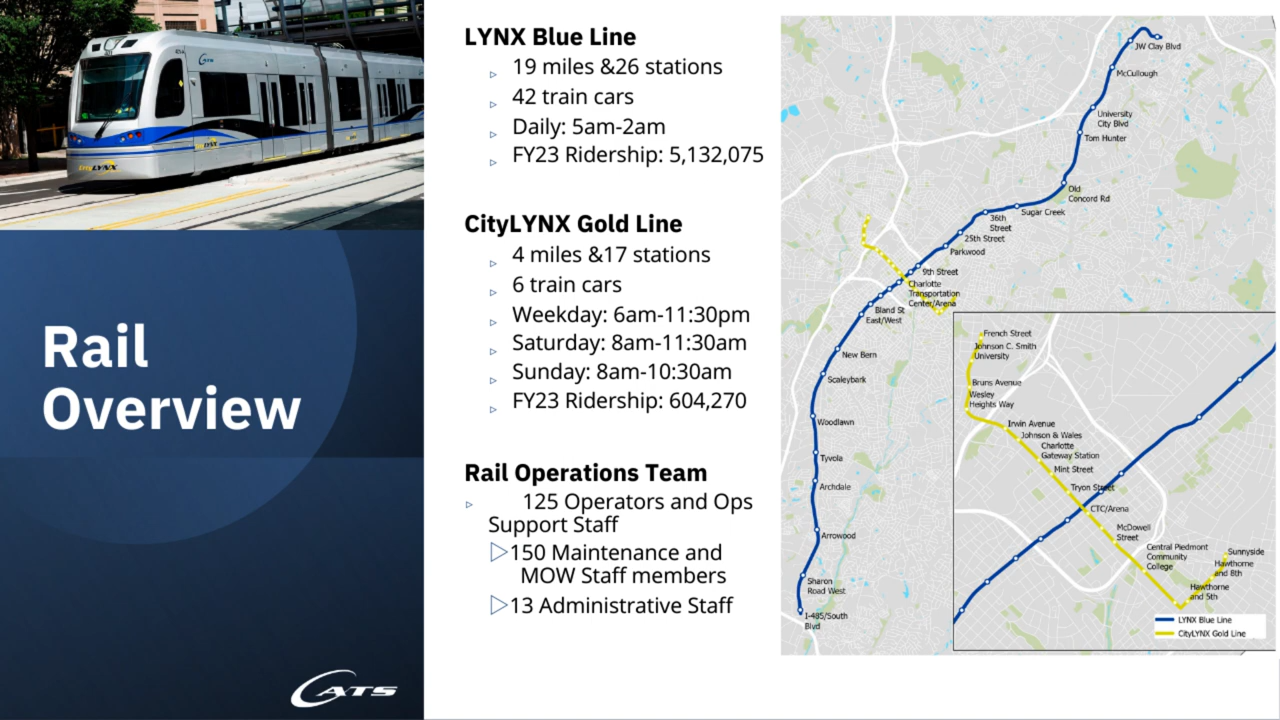 Rail
Overview
CATS
LYNX Blue Line
19 miles &26 stations
42 train cars
Daily: 5am-2am
FY23 Ridership: 5,132,075
CityLYNX Gold Line
4 miles &17 stations
6 train cars
Weekday: 6am-11:30pm
Saturday: 8am-11:30am
Sunday: 8am-10:30am
FY23 Ridership: 604,270
Rail Operations Team
125 Operators and Ops
Support Staff
150 Maintenance and
MOW Staff members
13 Administrative Staff
JW Clay Blvd
McCullough
University
City Blvd
Tom Hunter
Old
Concord Rd
Sugar Creek
36th
Street
25th Street
Parkwood
9th Street
Charlotte
Transportation
Center/Arena
Bland St
East/West
New Bern
Scaleybark
Woodlawn
Tyvola
Archdale
Arrowood
Sharon
Road West
I-485/South
Blvd
French Street
Johnson C. Smith
University
Bruns Avenue
Wesley
Heights Way
Irwin Avenue
Johnson & Wales
Charlotte
Gateway Station
Mint Street
Tryon Street
CTC/Arena
McDowell
Street
Central Piedmont
Community
College
Sunnyside
Hawthorne
and 8th
Hawthorne
and 5th
LYNX Blue Line
CityLYNX Gold Line